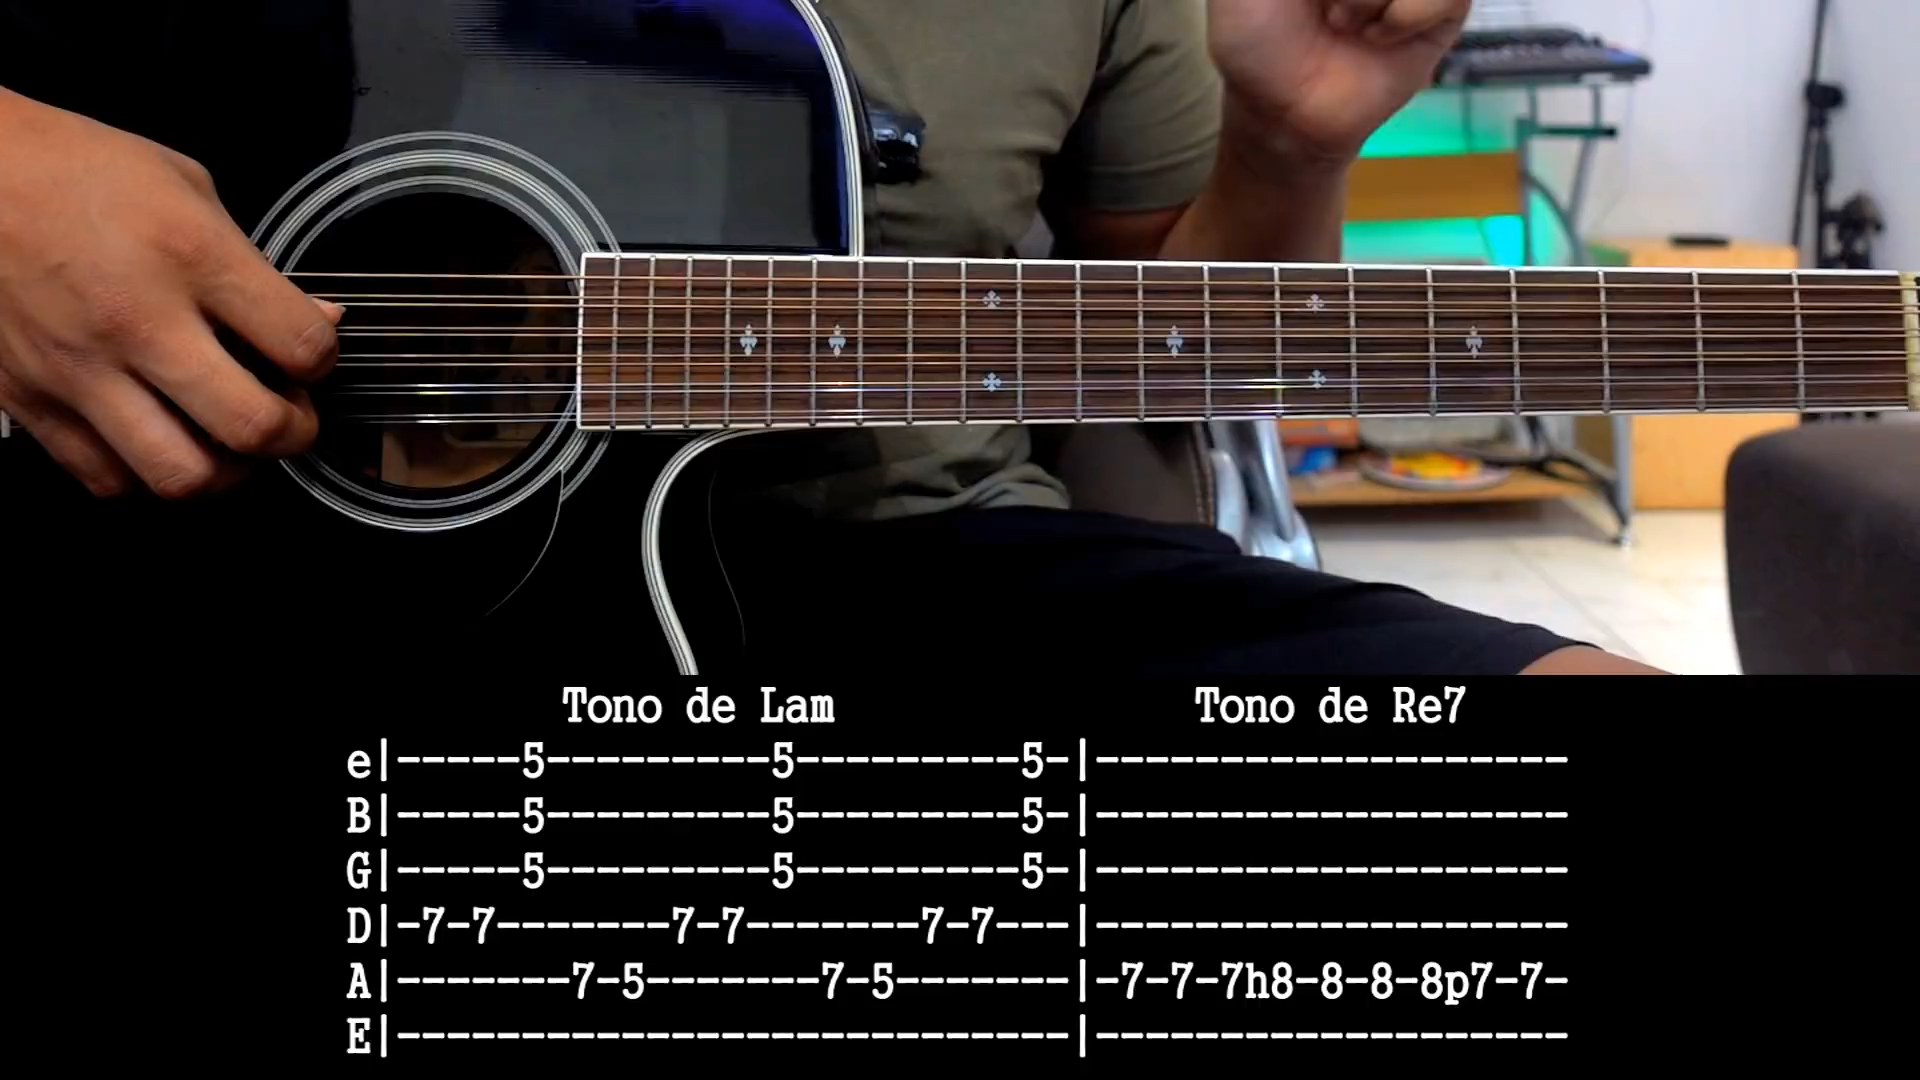 Tono de Lam Tono de Re7
e|-----5---------5---------5-|-------------------
B|-----5---------5---------5-|-------------------
G|-----5---------5---------5-|-------------------
D|-7-7-------7-7-------7-7---|-------------------
A|-------7-5-------7-5-------|-7-7-7h8-8-8-8p7-7-
E|---------------------------|-------------------